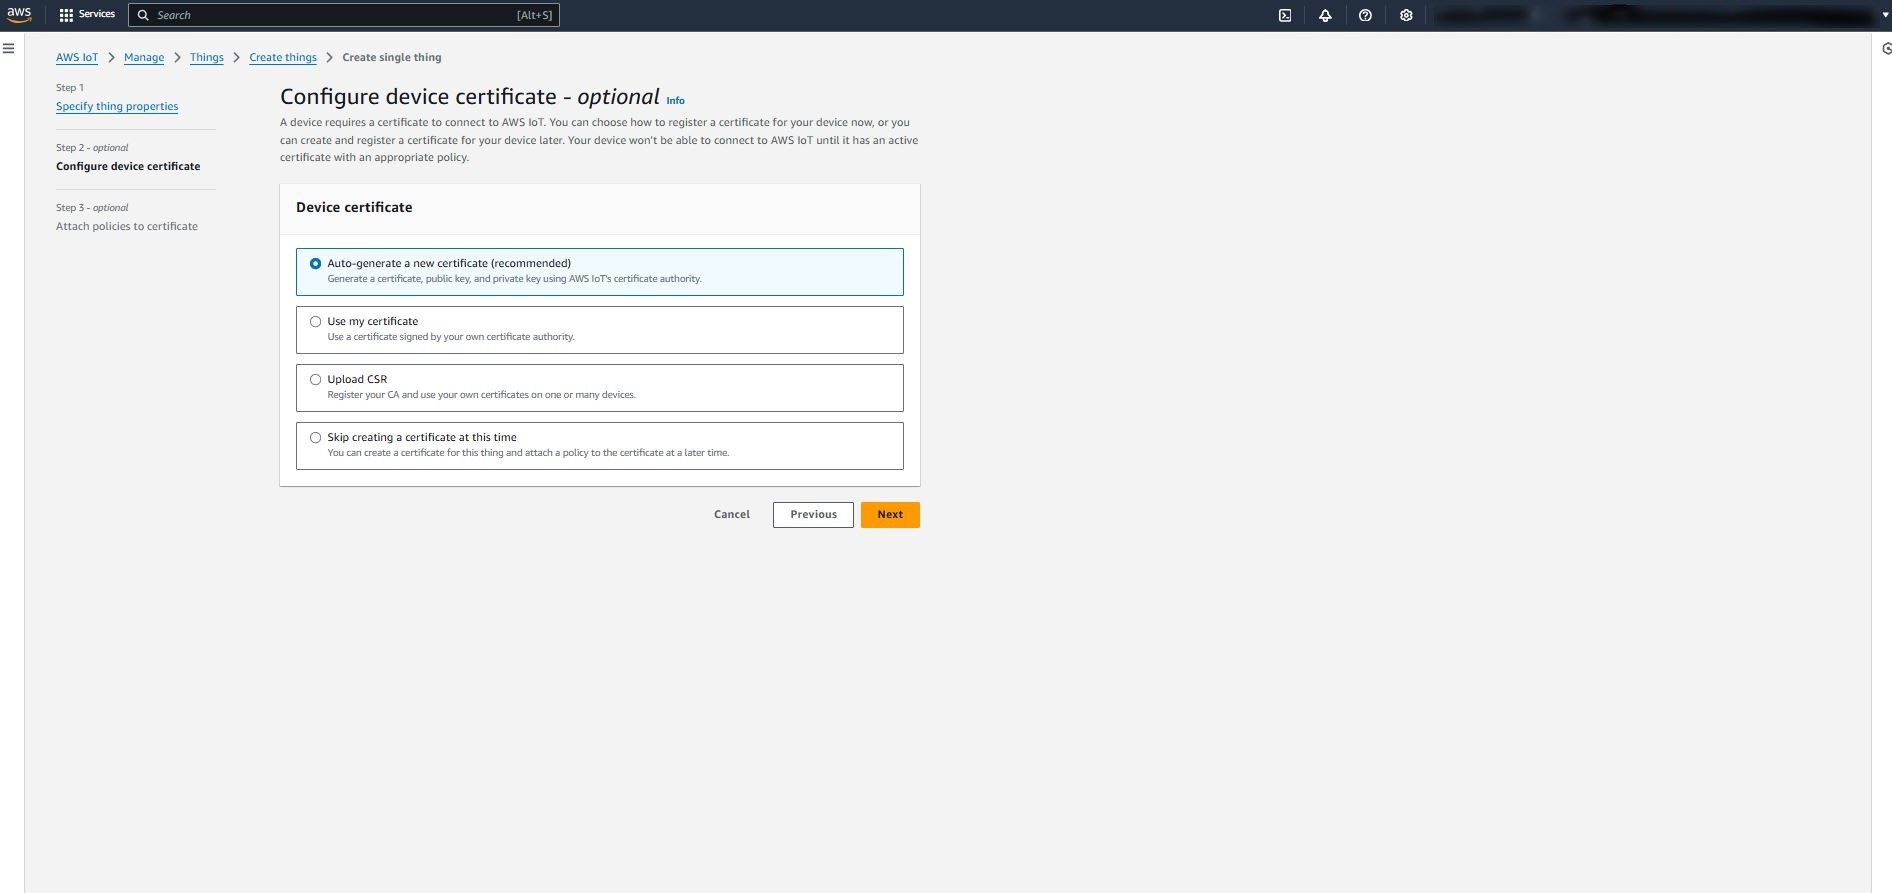 aws Services Search [Alt+S]
AWS IoT > Manage > Things > Create things > Create single thing
Step 1
Specify thing properties
Step 2 - optional
Configure device certificate
Step 3 - optional
Attach policies to certificate
Configure device certificate - optional Info
A device requires a certificate to connect to AWS IoT. You can choose how to register a certificate for your device now, or you
can create and register a certificate for your device later. Your device won't be able to connect to AWS IoT until it has an active
certificate with an appropriate policy.
Device certificate
Auto-generate a new certificate (recommended)
Generate a certificate, public key, and private key using AWS IoT's certificate authority.
Use my certificate
Use a certificate signed by your own certificate authority.
Upload CSR
Register your CA and use your own certificates on one or many devices.
Skip creating a certificate at this time
You can create a certificate for this thing and attach a policy to the certificate at a later time.
Cancel Previous Next